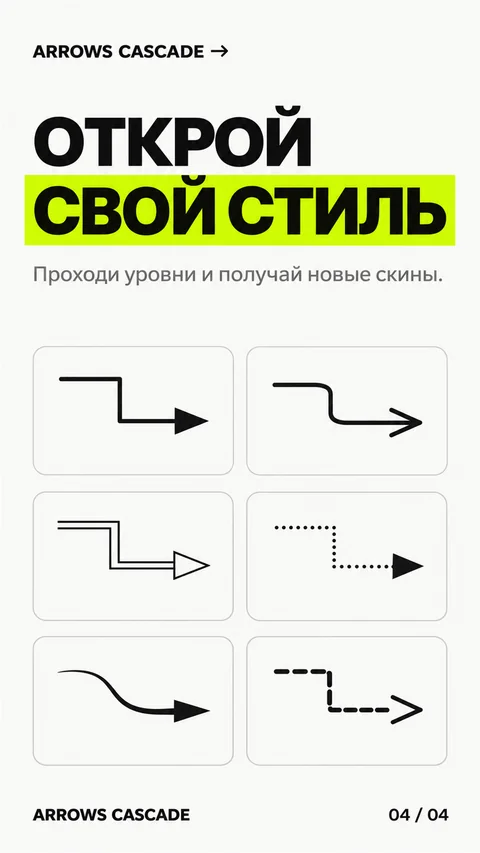 ARROWS CASCADE →
ОТКРОЙ
СВОЙ СТИЛЬ
Проходи уровни и получай новые скины.
ARROWS CASCADE
04 / 04